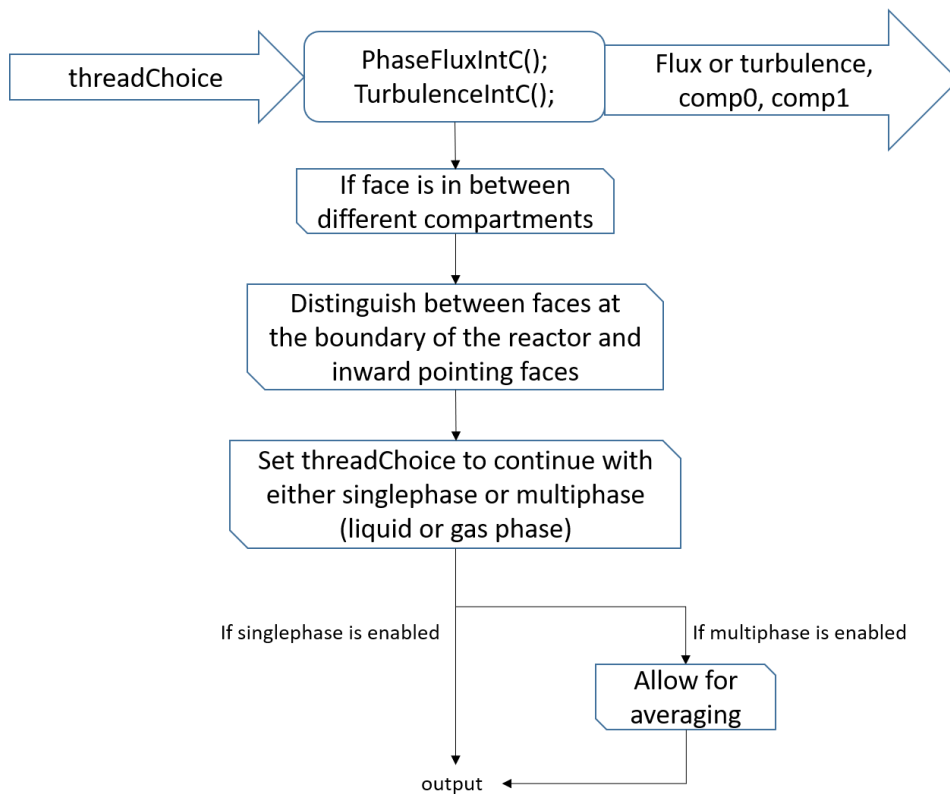 threadChoice
PhaseFluxIntC();
TurbulenceIntC();
Flux or turbulence,
comp0, comp1
If face is in between
different compartments
Distinguish between faces at
the boundary of the reactor and
inward pointing faces
Set threadChoice to continue with
either singlephase or multiphase
(liquid or gas phase)
If singlephase is enabled
If multiphase is enabled
Allow for
averaging
output